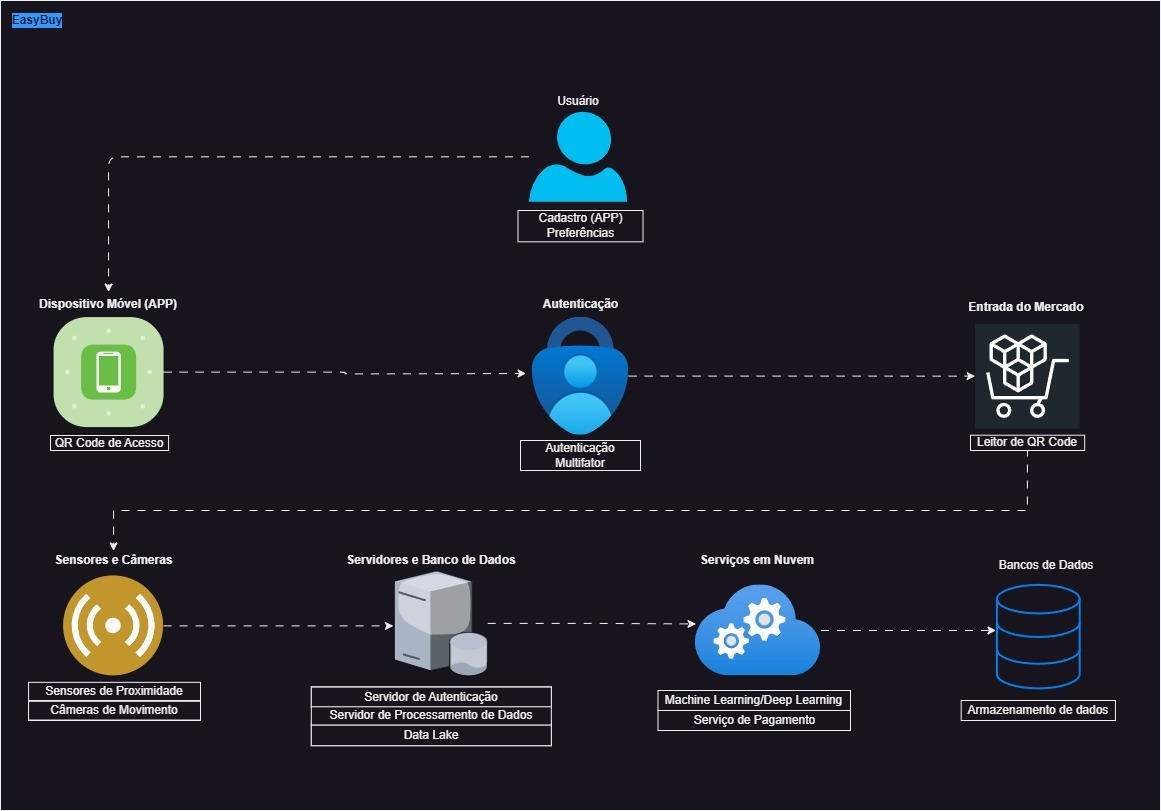 EasyBuy
Usuário
Cadastro (APP)
Preferências
Dispositivo Móvel (APP)
QR Code de Acesso
Autenticação
Autenticação
Multifator
Entrada do Mercado
Leitor de QR Code
Sensores e Câmeras
Sensores de Proximidade
Câmeras de Movimento
Servidores e Banco de Dados
Servidor de Autenticação
Servidor de Processamento de Dados
Data Lake
Serviços em Nuvem
Machine Learning/Deep Learning
Serviço de Pagamento
Bancos de Dados
Armazenamento de dados